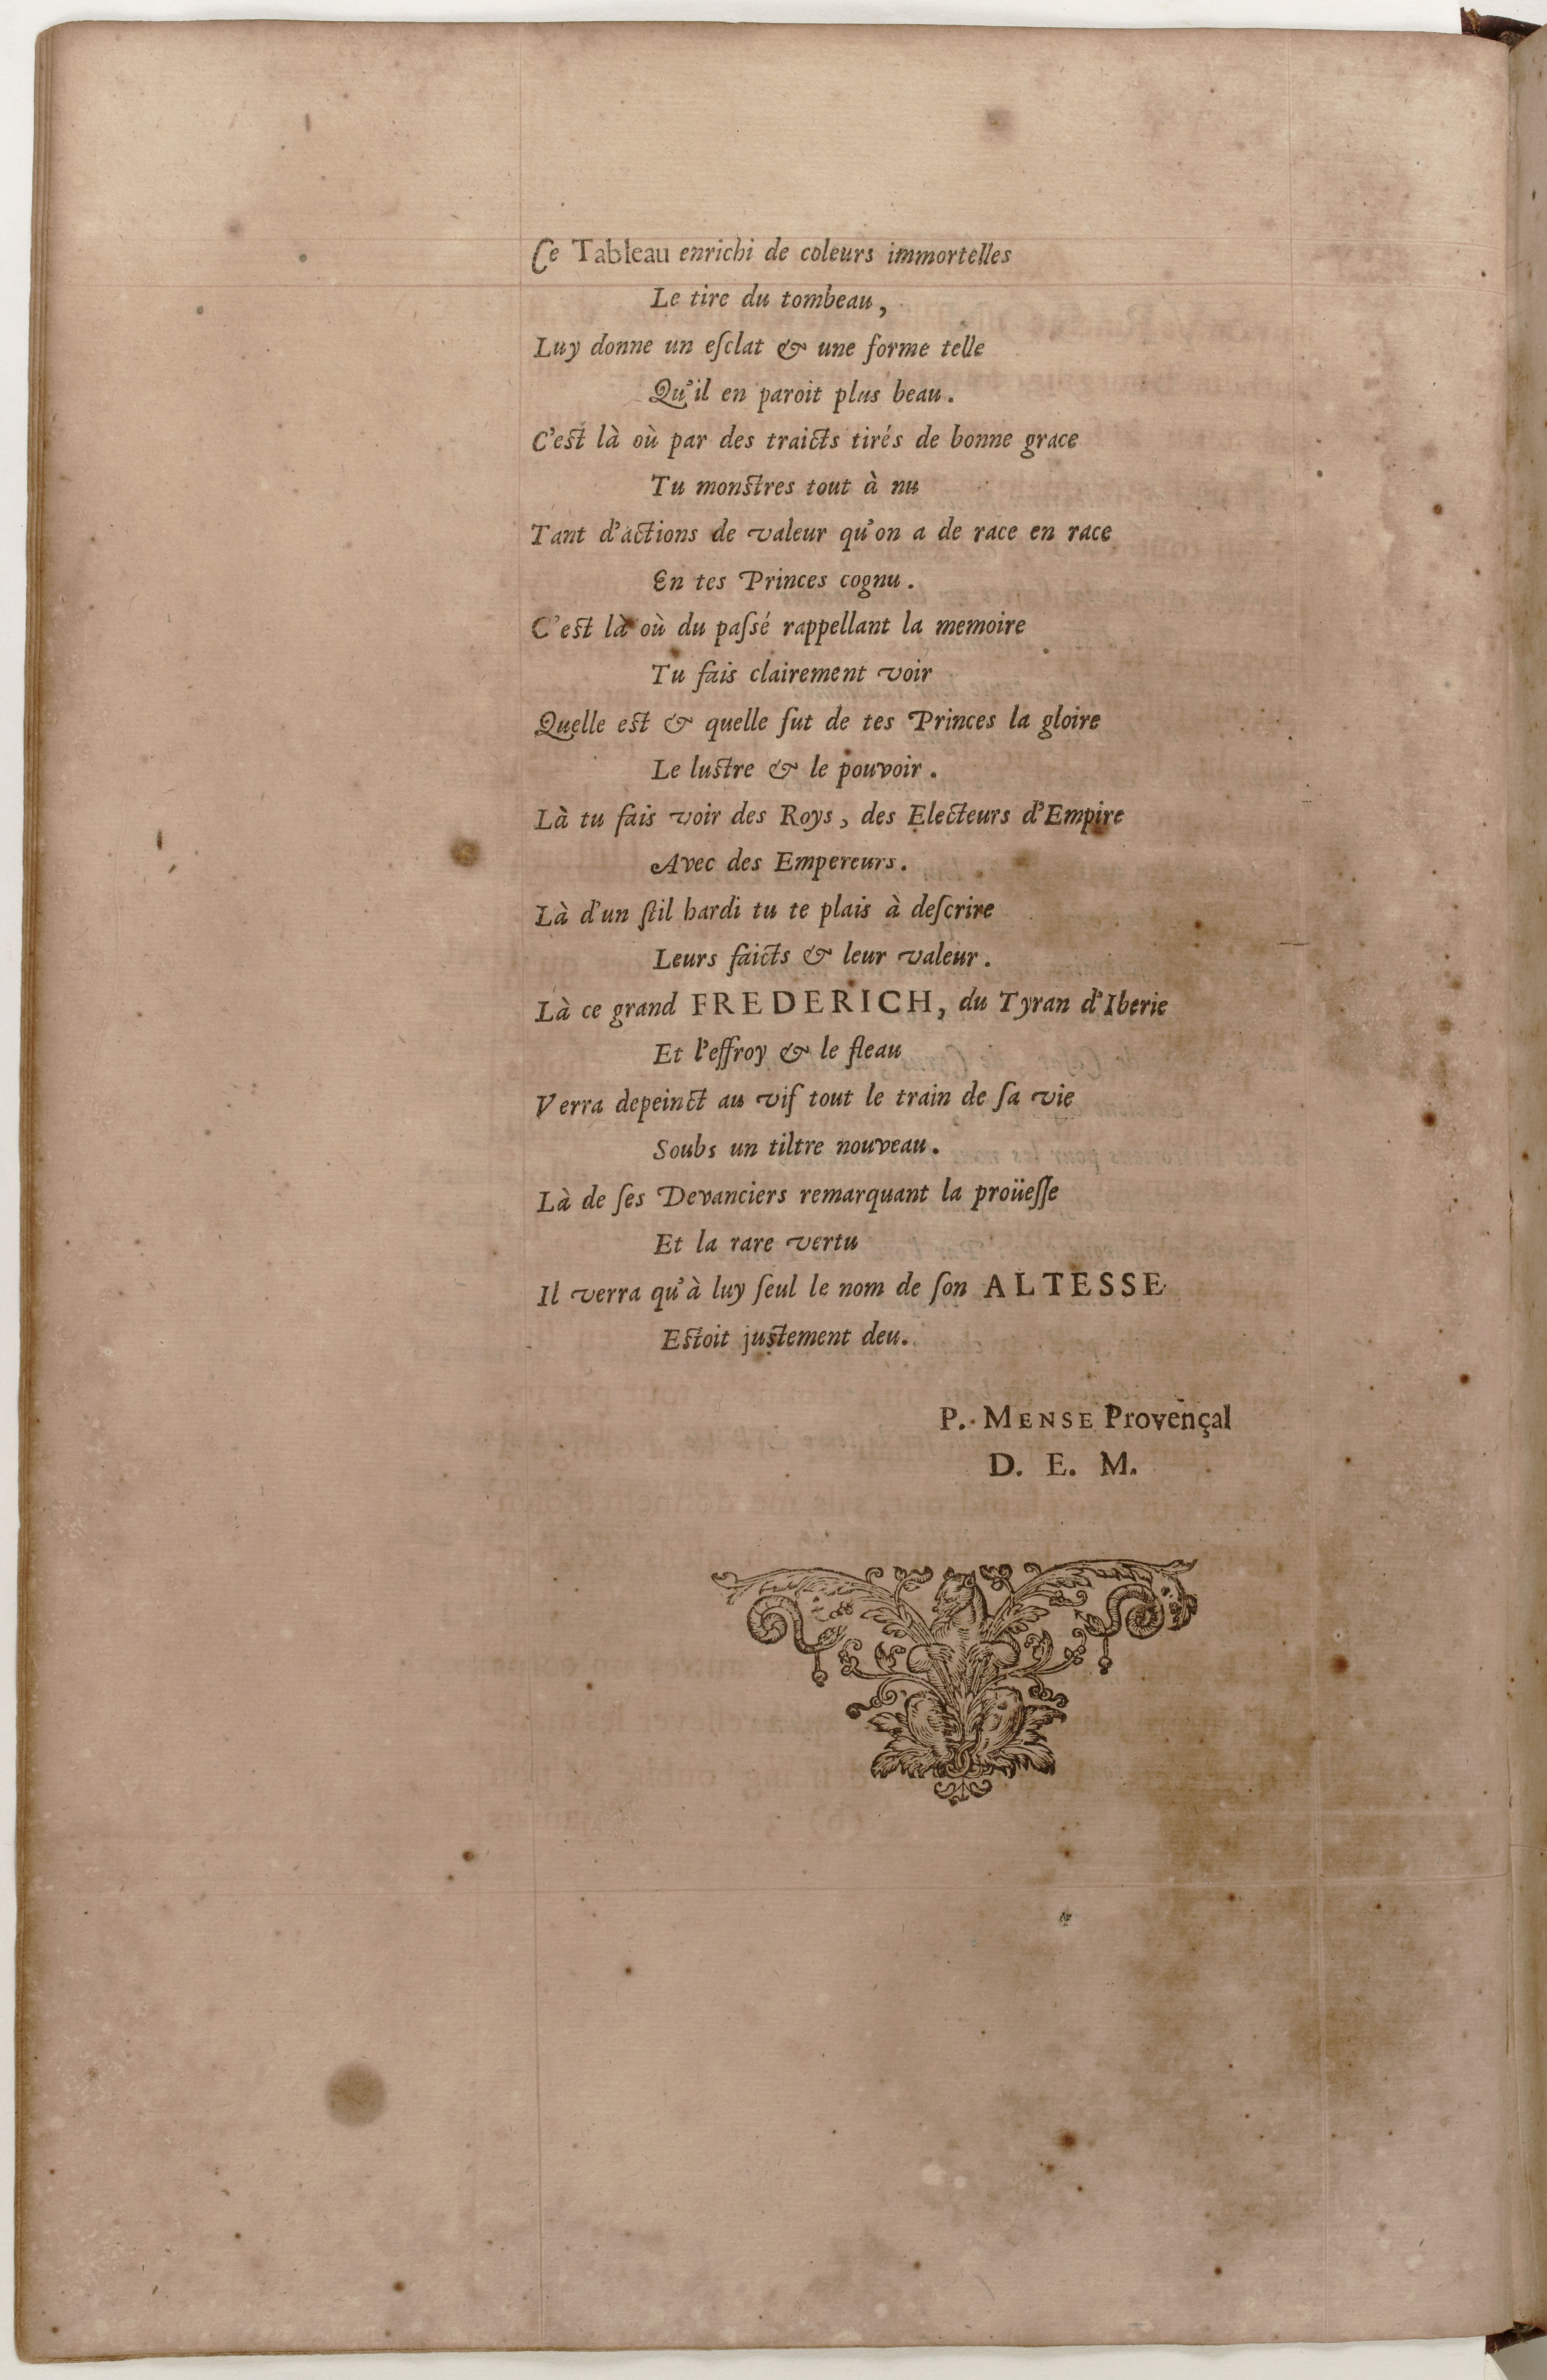 Ce Tableau enrichi de coleurs immortelles
Le tire du tombeau,
Luy donne un eſclat & une forme telle
Qu'il en paroit plus beau.
C'est là où par des traicts tirés de bonne grace
Tu monstres tout à nu
Tant d'actions de valeur qu'on a de race en race
En tes Princes cognu.
C'est là où du paſsé rappellant la memoire
Tu fais clairement voir
Quelle est & quelle fut de tes Princes la gloire
Le lustre & le pouvoir.
Là tu fais voir des Roys, des Electeurs d'Empire
Avec des Empereurs.
Là d'un ſtil hardi tu te plais à deſcrire
Leurs faicts & leur valeur.
Là ce grand FREDERICH, du Tyran d'Iberie
Et l'effroy & le fleau
Verra depeinct au vif tout le train de ſa vie
Soubs un tiltre nouveau.
Là de ſes Devanciers remarquant la proüeſſe
Et la rare vertu
Il verra qu'à luy ſeul le nom de ſon ALTESSE
Estoit justement deu.
P. MENSE Provençal
D. E. M.